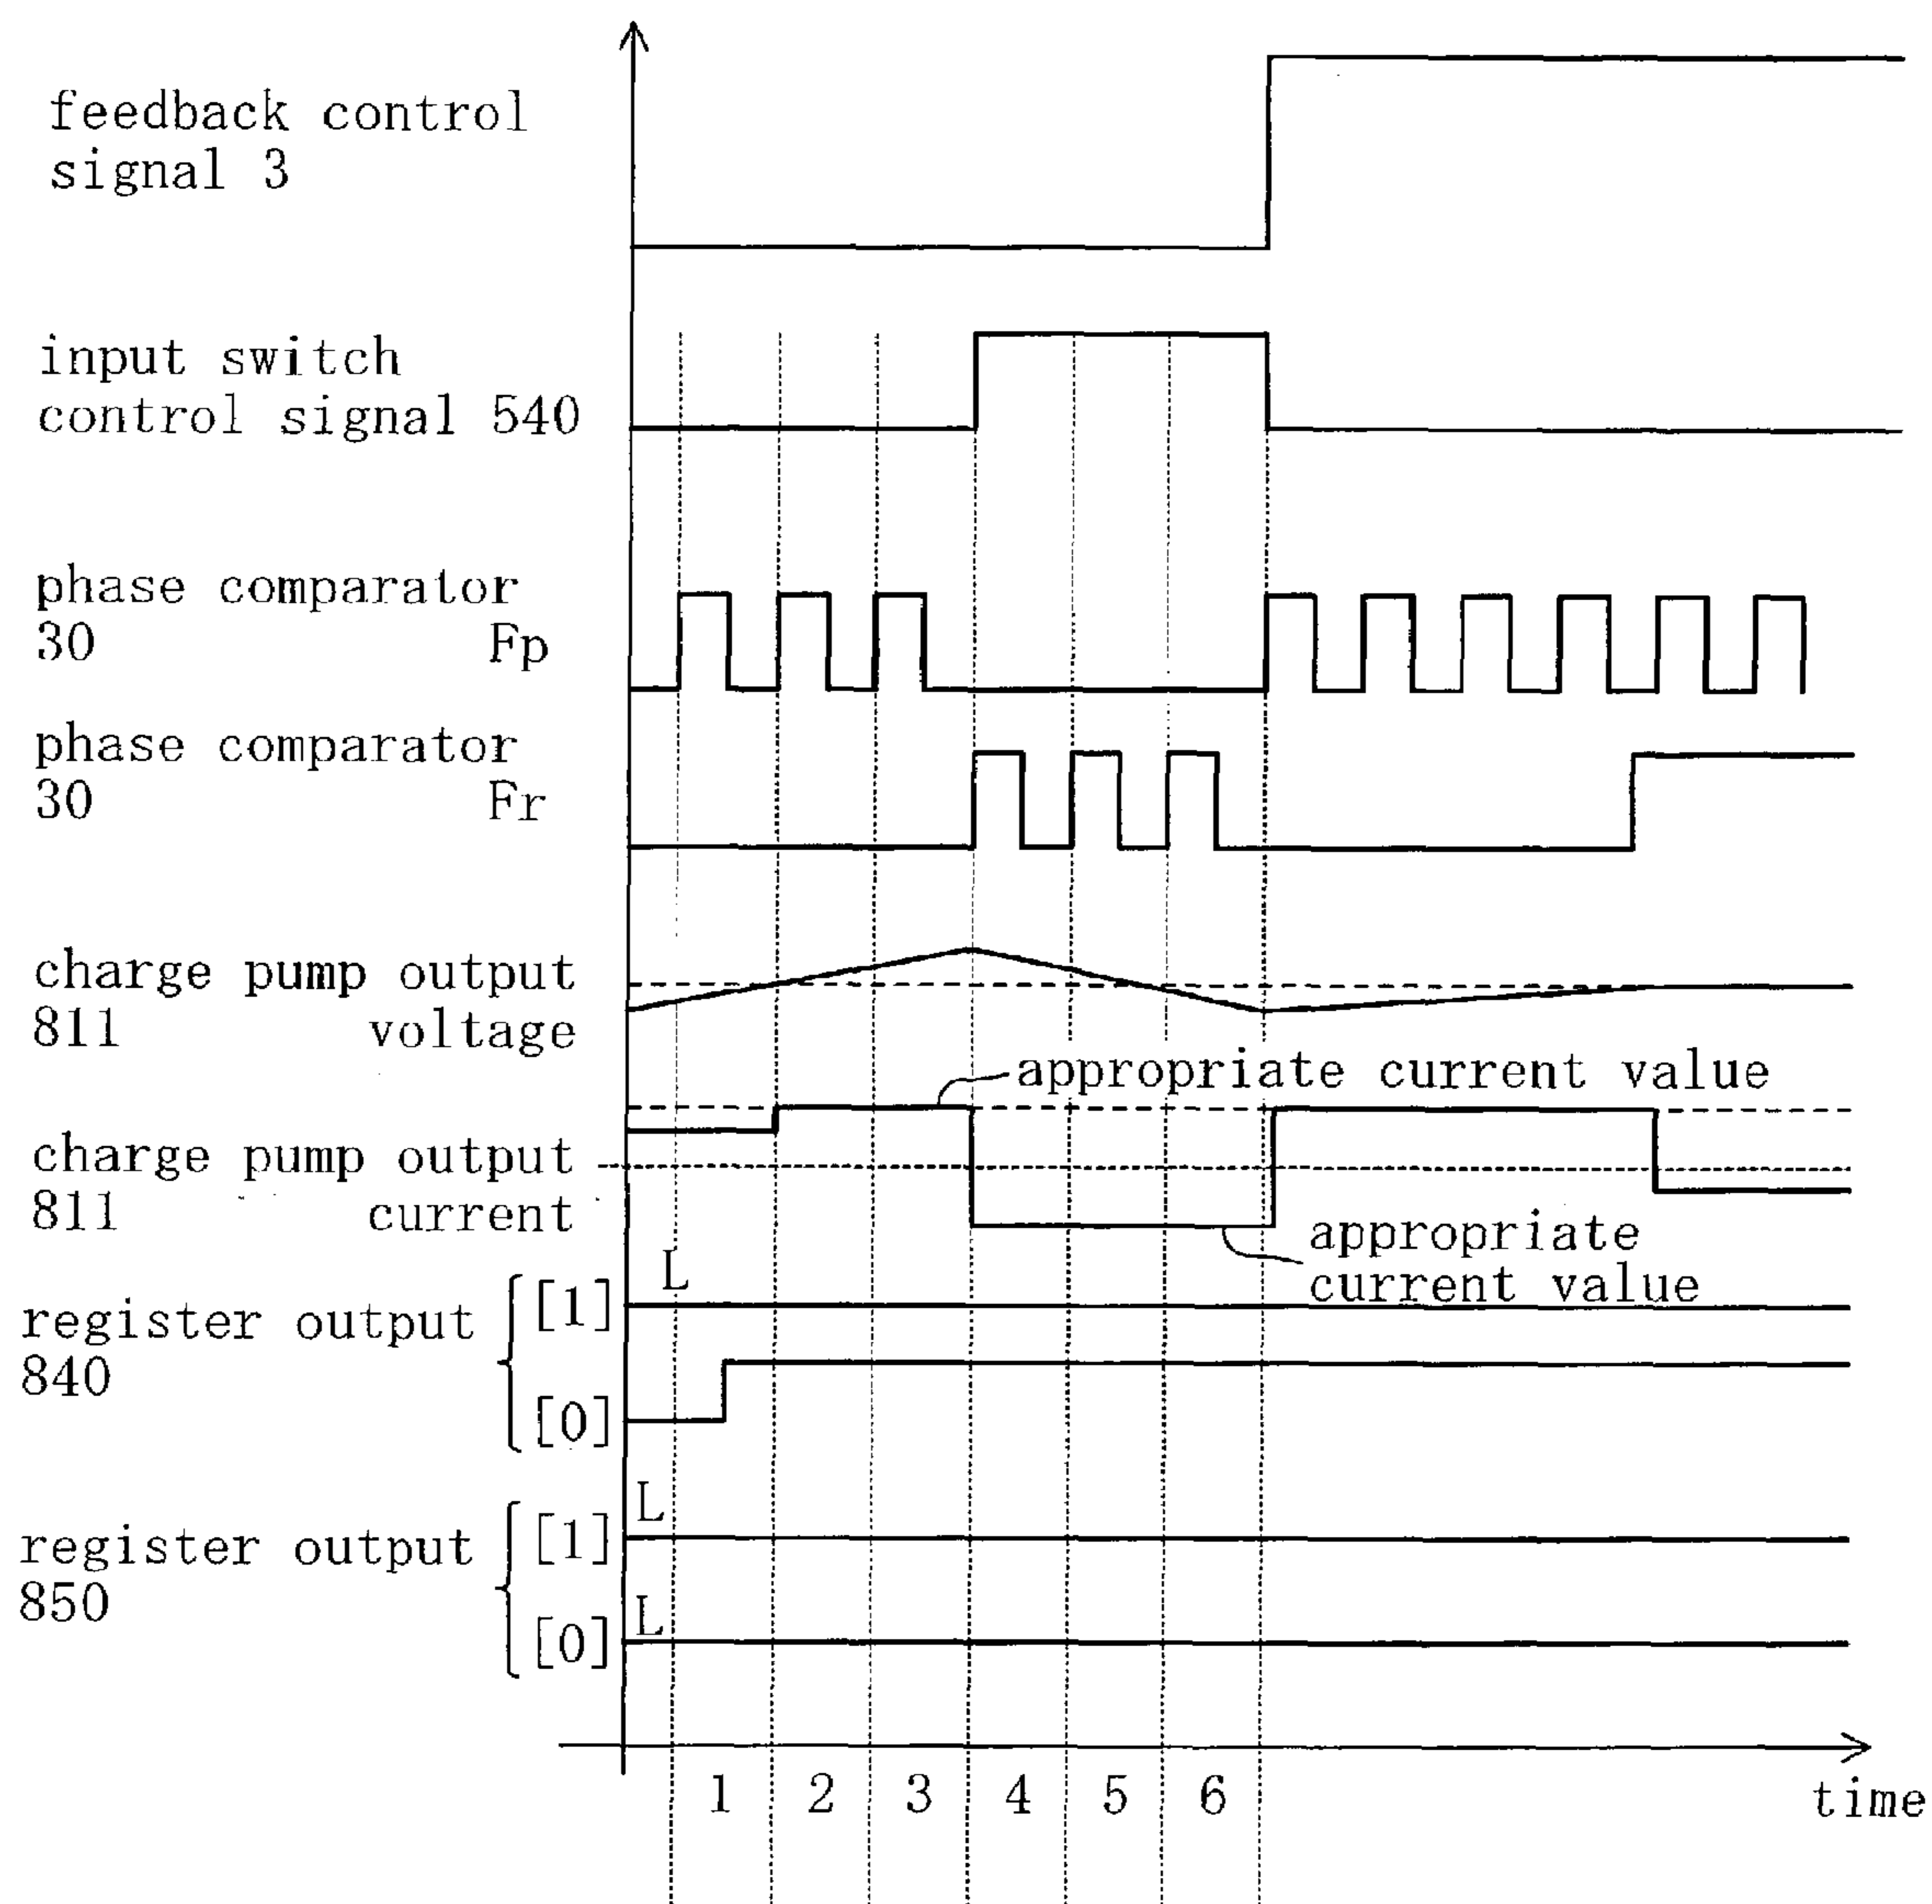 feedback control
signal 3
input switch
control signal 540
phase comparator
30 Fp
phase comparator
30 Fr
charge pump output
811 voltage
appropriate current value
charge pump output
811 current
appropriate
current value
L
register output
840
[1]
[0]
L
register output
850
[1]
L
[0]
1 2 3 4 5 6
time